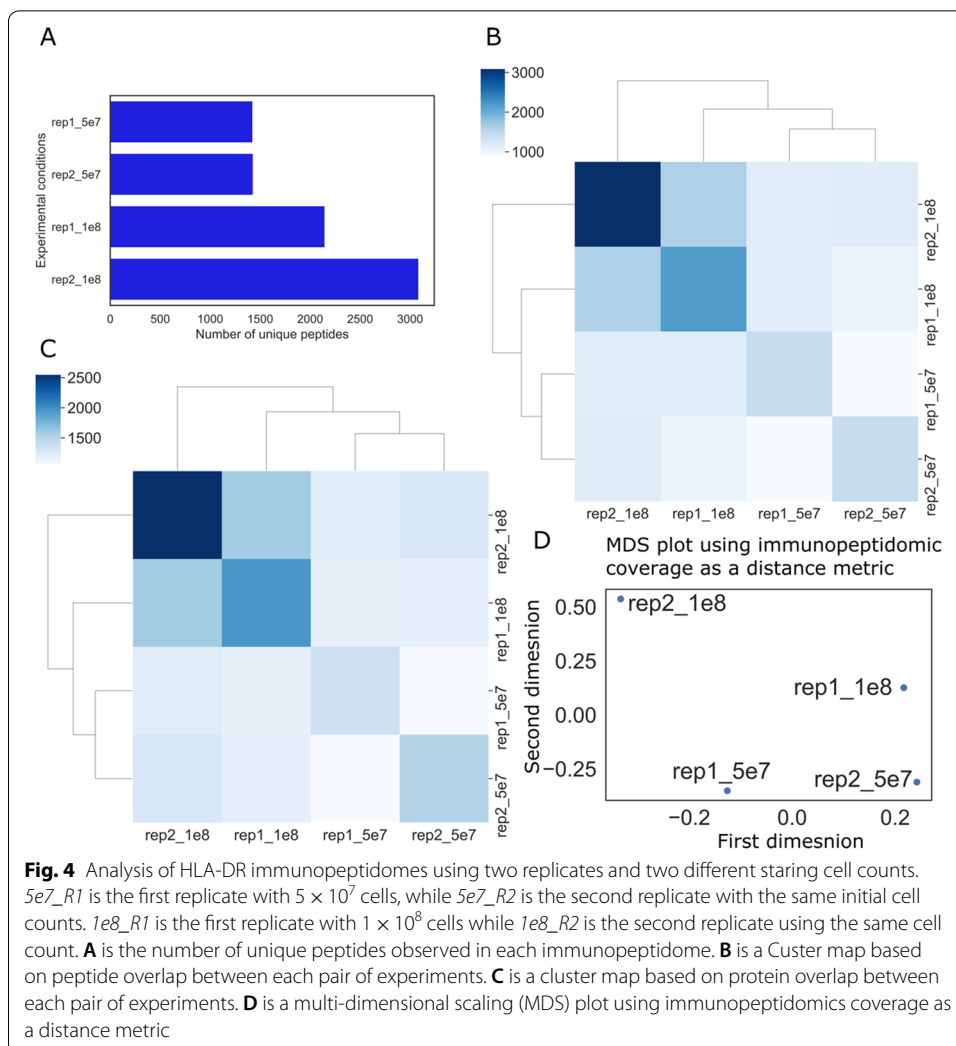 A
Experimental conditions
rep1_5e7
rep2_5e7
rep1_1e8
rep2_1e8
0 500 1000 1500 2000 2500 3000
Number of unique peptides
B
3000
2000
1000
rep2_1e8
rep1_1e8
rep1_5e7
rep2_5e7
rep2_1e8 rep1_1e8 rep1_5e7 rep2_5e7
C
2500
2000
1500
rep2_1e8
rep1_1e8
rep1_5e7
rep2_5e7
rep2_1e8 rep1_1e8 rep1_5e7 rep2_5e7
D
MDS plot using immunopeptidomic
coverage as a distance metric
Second dimesnion
0.50
0.25
0.00
−0.25
rep2_1e8
rep1_1e8
rep1_5e7
rep2_5e7
−0.2 0.0 0.2
First dimesnion
Fig. 4 Analysis of HLA-DR immunopeptidomes using two replicates and two different staring cell counts.
5e7_R1 is the first replicate with 5 × 10⁷ cells, while 5e7_R2 is the second replicate with the same initial cell
counts. 1e8_R1 is the first replicate with 1 × 10⁸ cells while 1e8_R2 is the second replicate using the same cell
count. A is the number of unique peptides observed in each immunopeptidome. B is a Custer map based
on peptide overlap between each pair of experiments. C is a cluster map based on protein overlap between
each pair of experiments. D is a multi-dimensional scaling (MDS) plot using immunopeptidomics coverage as
a distance metric